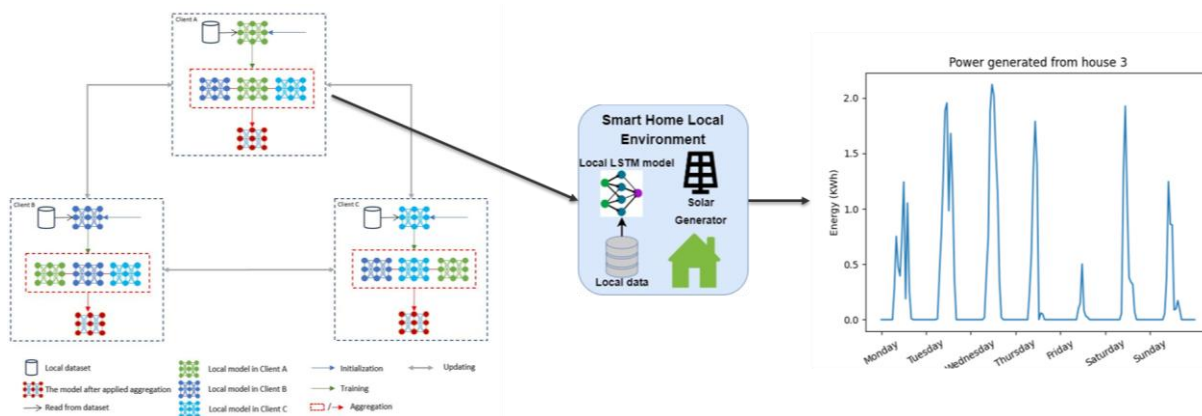 Client A
Client B
Client C
Local dataset
The model after applied aggregation
Read from dataset
Local model in Client A
Local model in Client B
Local model in Client C
Initialization
Training
/
Aggregation
Updating
Smart Home Local
Environment
Local LSTM model
Solar
Generator
Local data
Power generated from house 3
Energy (KWh)
2.0
1.5
1.0
0.5
0.0
Monday
Tuesday
Wednesday
Thursday
Friday
Saturday
Sunday